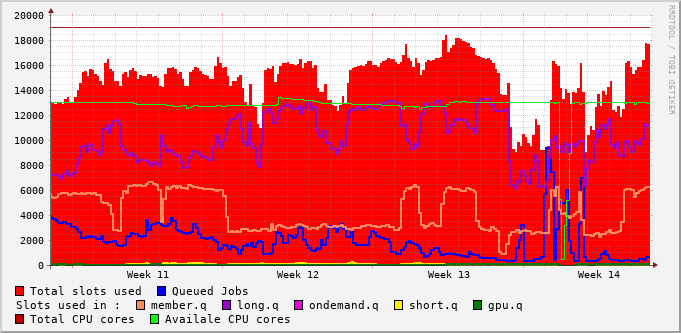 20000
18000
16000
14000
12000
10000
8000
6000
4000
2000
0
Week 11 Week 12 Week 13 Week 14
RRDTOOL / TOBI OETIKER
Total slots used Queued Jobs
Slots used in : member.q long.q ondemand.q short.q gpu.q
Total CPU cores Availale CPU cores